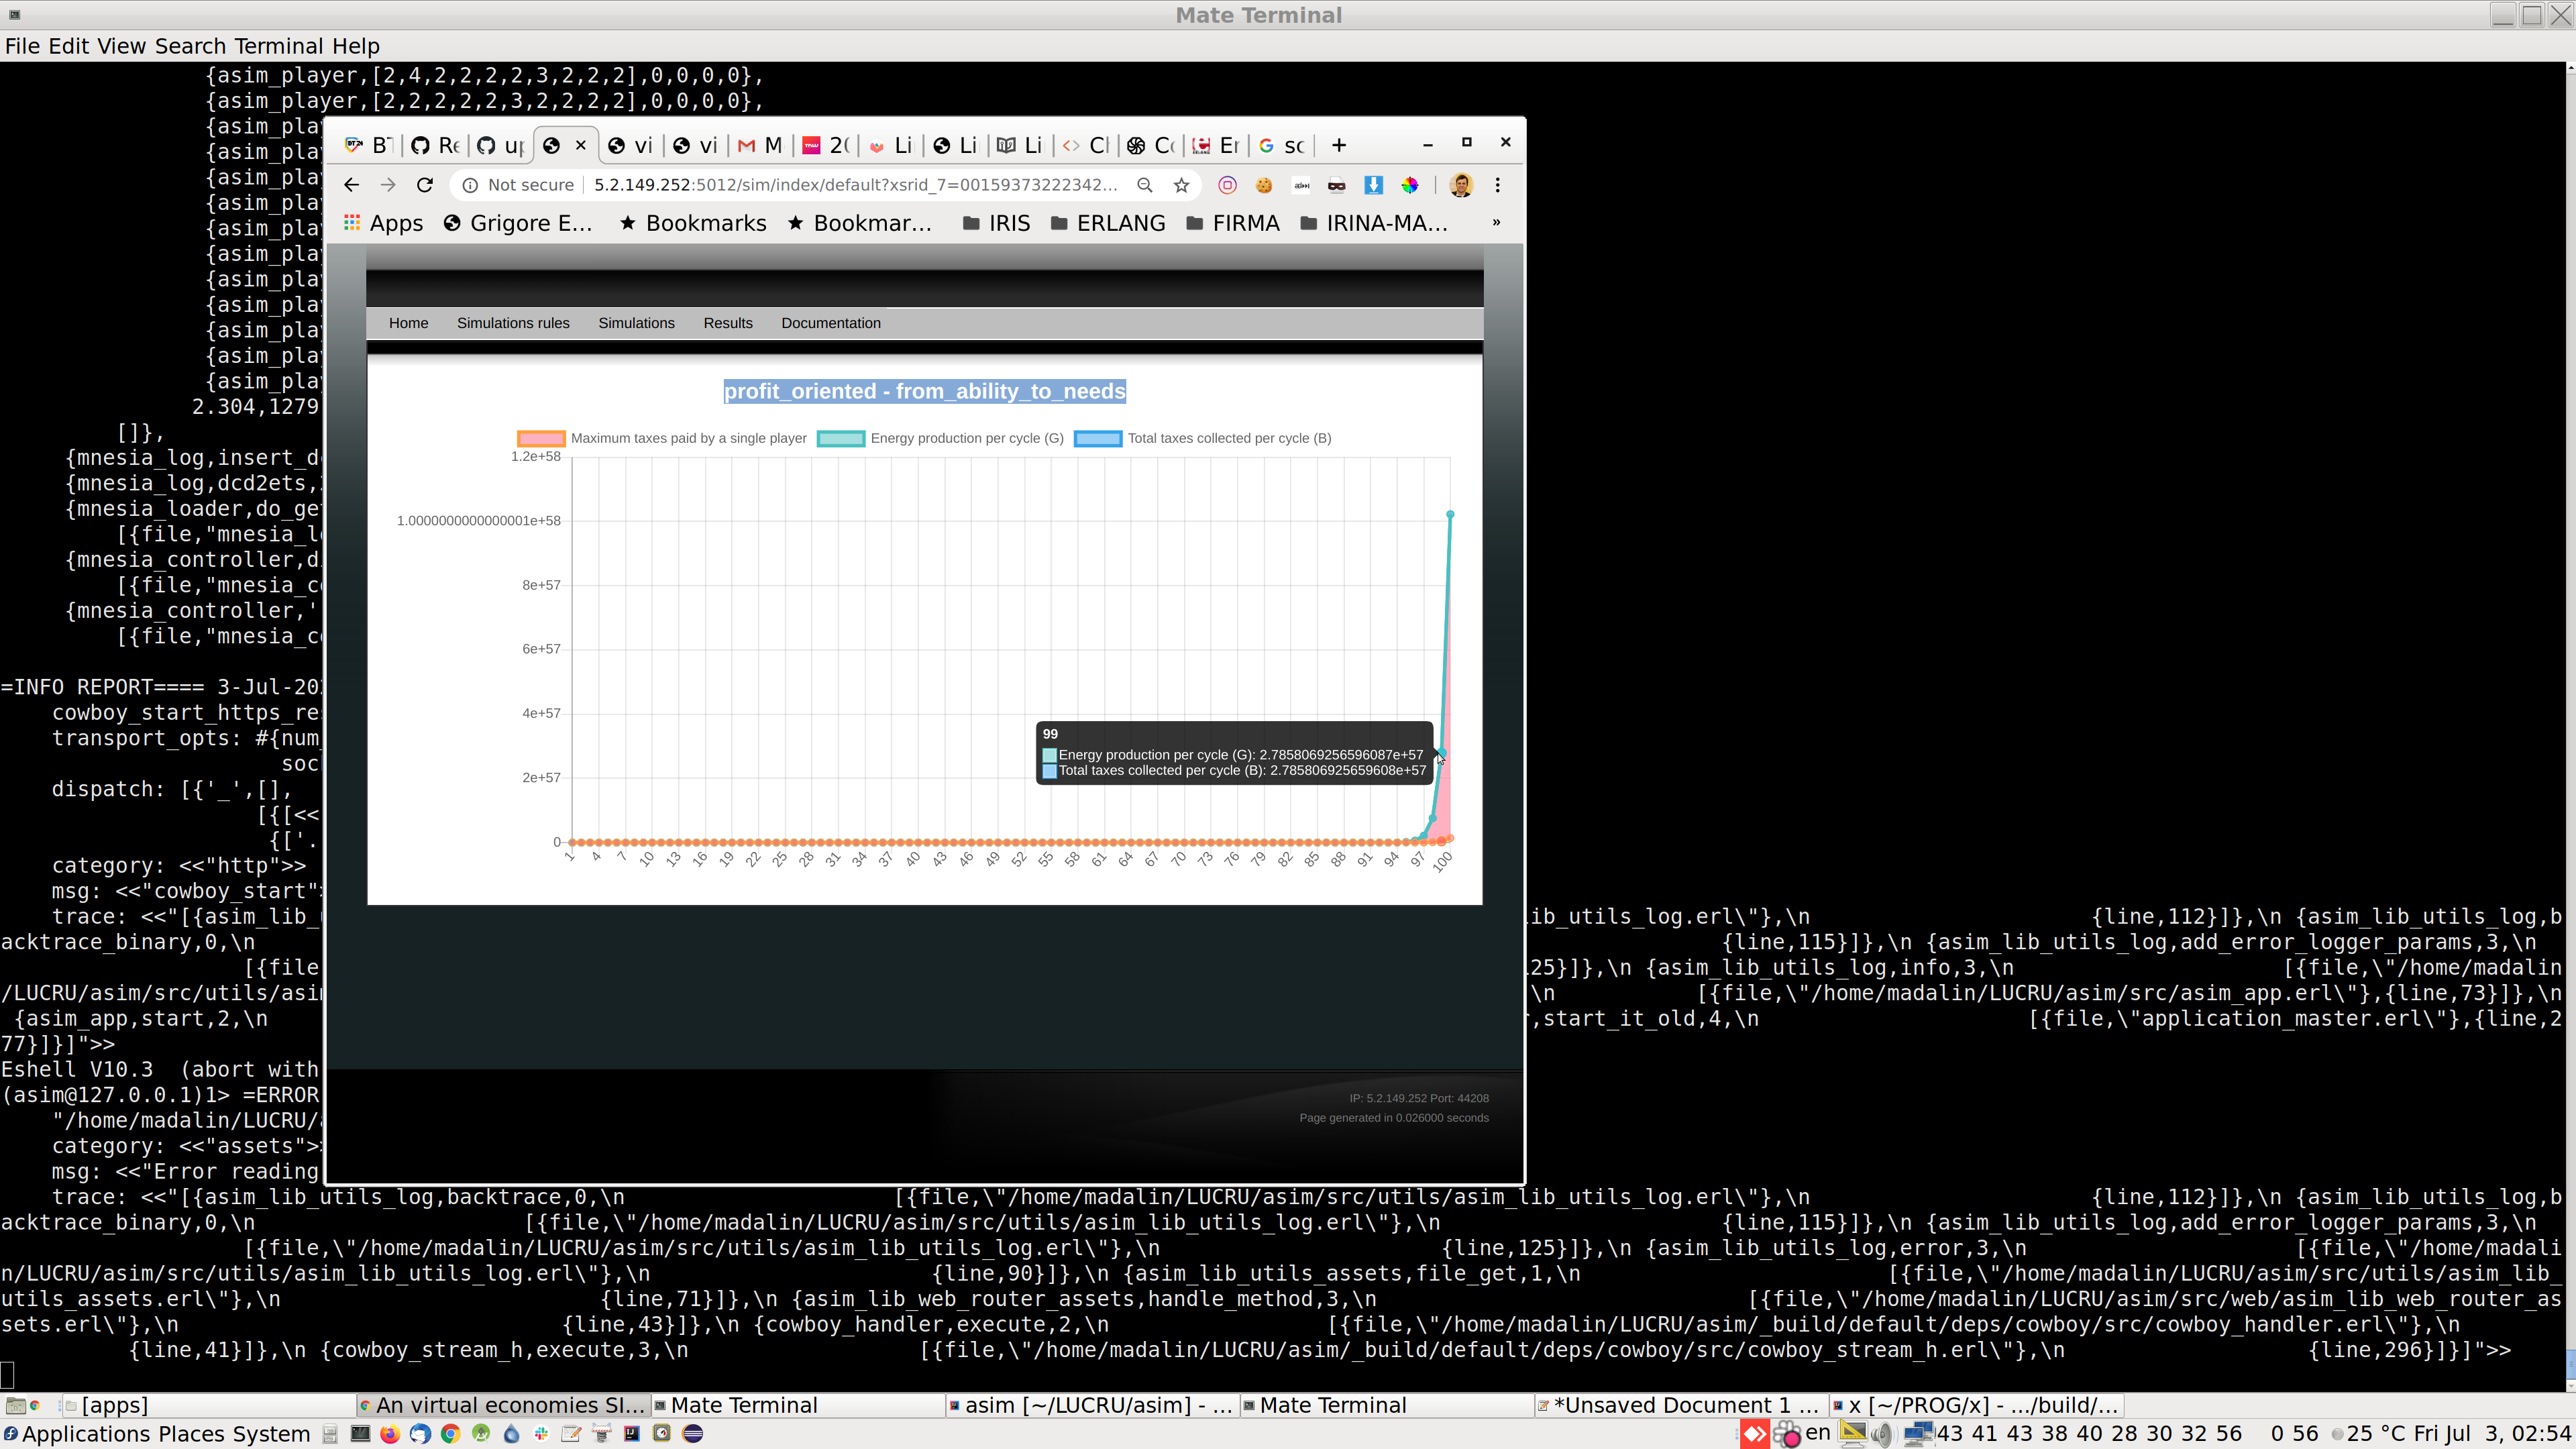 Mate Terminal
File Edit View Search Terminal Help
{asim_player,[2,4,2,2,2,2,3,2,2,2],0,0,0,0},
{asim_player,[2,2,2,2,2,3,2,2,2,2],0,0,0,0},
{asim_pla
{asim_pla
{asim_pla
{asim_pla
{asim_pla
{asim_pla
{asim_pla
{asim_pla
{asim_pla
{asim_pla
{asim_pla
2.304,1279
[]},
{mnesia_log,insert_d
{mnesia_log,dcd2ets,
{mnesia_loader,do_ge
[{file,"mnesia_l
{mnesia_controller,d
[{file,"mnesia_c
{mnesia_controller,'
[{file,"mnesia_c
=INFO REPORT==== 3-Jul-20
cowboy_start_https_re
transport_opts: #{num
soc
dispatch: [{'_',[],
[{[<<
{['.
category: <<"http">>
msg: <<"cowboy_start"
trace: <<"[{asim_lib_
ib_utils_log.erl\"},\n {line,112}]},\n {asim_lib_utils_log,b
acktrace_binary,0,\n {line,115}]},\n {asim_lib_utils_log,add_error_logger_params,3,\n
[{file 25}]},\n {asim_lib_utils_log,info,3,\n [{file,\"/home/madalin
/LUCRU/asim/src/utils/asi \n [{file,\"/home/madalin/LUCRU/asim/src/asim_app.erl\"},{line,73}]},\n
{asim_app,start,2,\n ,start_it_old,4,\n [{file,\"application_master.erl\"},{line,2
77}]}]">>
Eshell V10.3 (abort with
(asim@127.0.0.1)1> =ERROR
"/home/madalin/LUCRU/
category: <<"assets">
msg: <<"Error reading
trace: <<"[{asim_lib_utils_log,backtrace,0,\n [{file,\"/home/madalin/LUCRU/asim/src/utils/asim_lib_utils_log.erl\"},\n {line,112}]},\n {asim_lib_utils_log,b
acktrace_binary,0,\n [{file,\"/home/madalin/LUCRU/asim/src/utils/asim_lib_utils_log.erl\"},\n {line,115}]},\n {asim_lib_utils_log,add_error_logger_params,3,\n
[{file,\"/home/madalin/LUCRU/asim/src/utils/asim_lib_utils_log.erl\"},\n {line,125}]},\n {asim_lib_utils_log,error,3,\n [{file,\"/home/madali
n/LUCRU/asim/src/utils/asim_lib_utils_log.erl\"},\n {line,90}]},\n {asim_lib_utils_assets,file_get,1,\n [{file,\"/home/madalin/LUCRU/asim/src/utils/asim_lib_
utils_assets.erl\"},\n {line,71}]},\n {asim_lib_web_router_assets,handle_method,3,\n [{file,\"/home/madalin/LUCRU/asim/src/web/asim_lib_web_router_as
sets.erl\"},\n {line,43}]},\n {cowboy_handler,execute,2,\n [{file,\"/home/madalin/LUCRU/asim/_build/default/deps/cowboy/src/cowboy_handler.erl\"},\n
{line,41}]},\n {cowboy_stream_h,execute,3,\n [{file,\"/home/madalin/LUCRU/asim/_build/default/deps/cowboy/src/cowboy_stream_h.erl\"},\n {line,296}]}]">>
BT Re up vi vi M 20 Li Li Li Cl Co Er sc
Not secure 5.2.149.252:5012/sim/index/default?xsrid_7=00159373222342...
Apps Grigore E... Bookmarks Bookmar... IRIS ERLANG FIRMA IRINA-MA... »
Home Simulations rules Simulations Results Documentation
profit_oriented - from_ability_to_needs
Maximum taxes paid by a single player Energy production per cycle (G) Total taxes collected per cycle (B)
1.2e+58
1.0000000000000001e+58
8e+57
6e+57
4e+57
2e+57
0
99
Energy production per cycle (G): 2.7858069256596087e+57
Total taxes collected per cycle (B): 2.785806925659608e+57
1 4 7 10 13 16 19 22 25 28 31 34 37 40 43 46 49 52 55 58 61 64 67 70 73 76 79 82 85 88 91 94 97 100
IP: 5.2.149.252 Port: 44208
Page generated in 0.026000 seconds
[apps] An virtual economies SI... Mate Terminal asim [~/LUCRU/asim] - ... Mate Terminal *Unsaved Document 1 ... x [~/PROG/x] - .../build/...
Applications Places System en 43 41 43 38 40 28 30 32 56 0 56 25 °C Fri Jul 3, 02:54